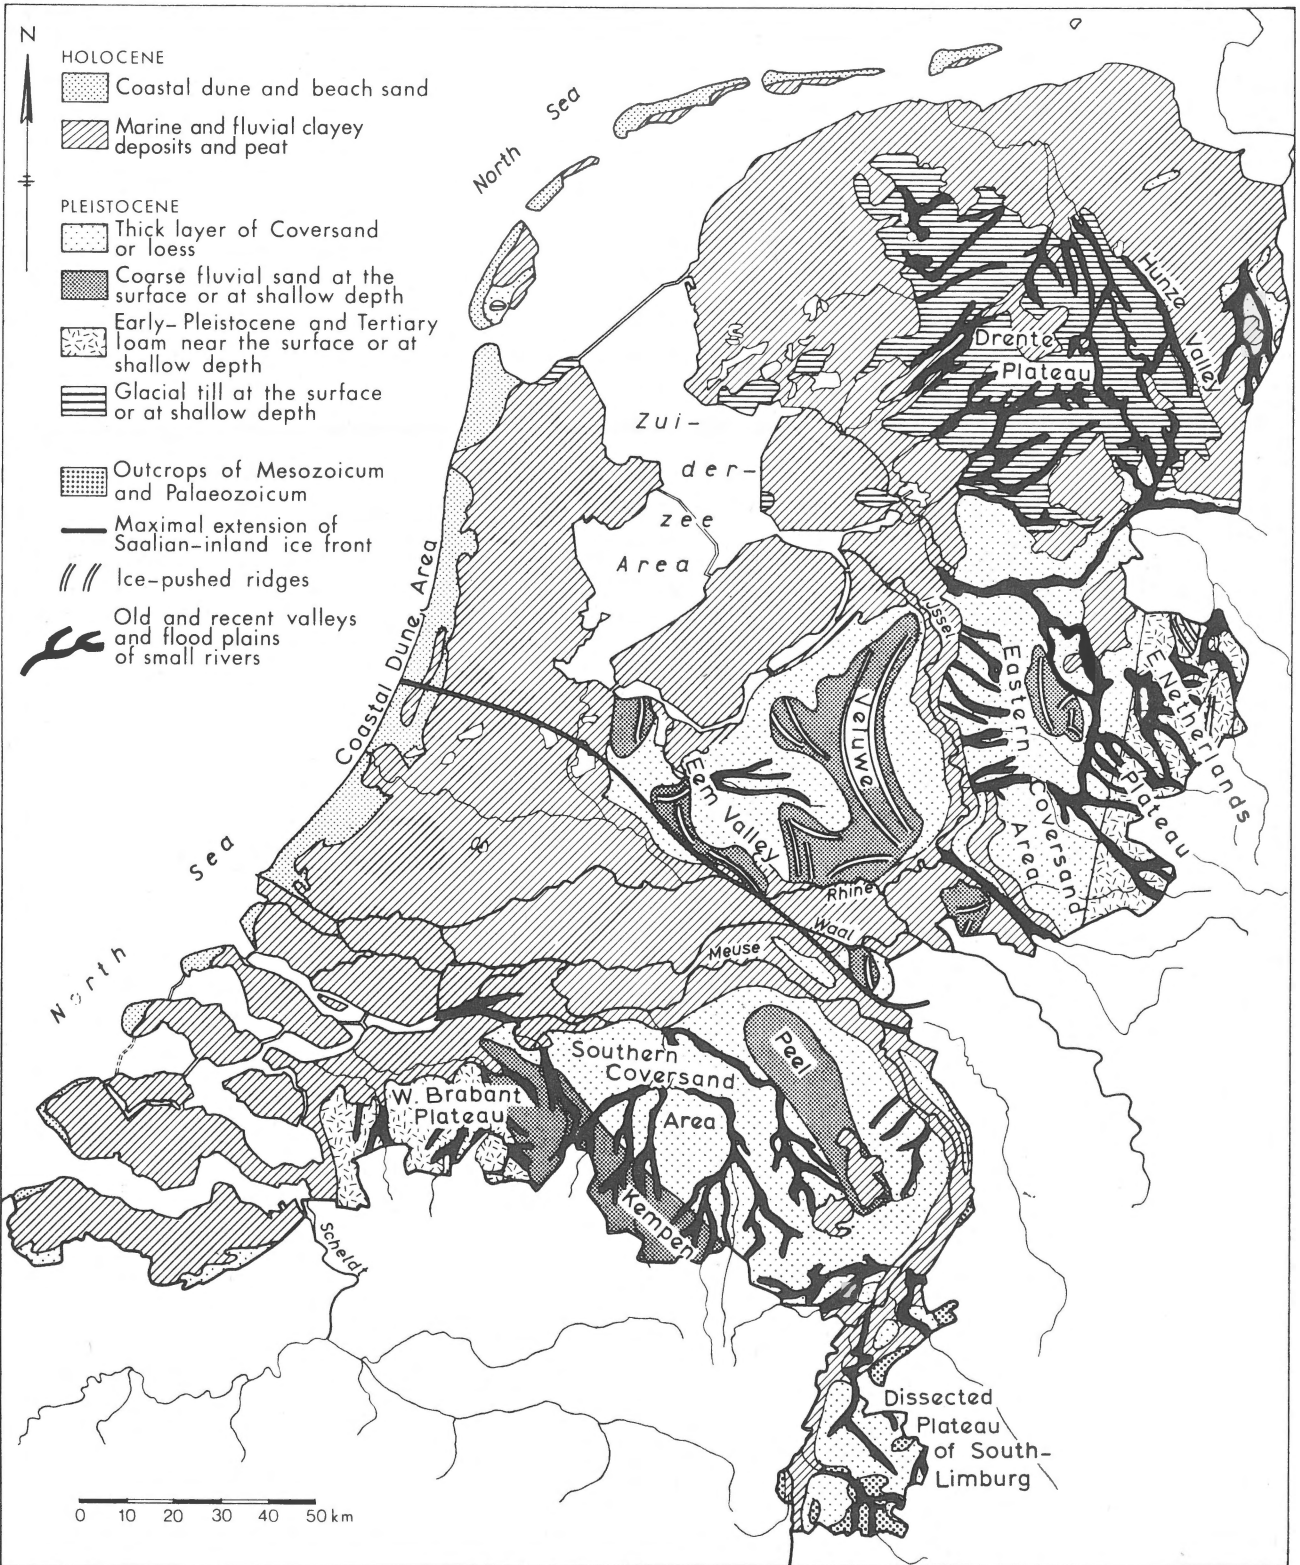 N
HOLOCENE
Coastal dune and beach sand
Marine and fluvial clayey
deposits and peat
PLEISTOCENE
Thick layer of Coversand
or loess
Coarse fluvial sand at the
surface or at shallow depth
Early-Pleistocene and Tertiary
loam near the surface or at
shallow depth
Glacial till at the surface
or at shallow depth
Outcrops of Mesozoicum
and Palaeozoicum
Maximal extension of
Saalian-inland ice front
Ice-pushed ridges
Old and recent valleys
and flood plains
of small rivers
North Sea
Hunze Valley
Drente
Plateau
Zui-
der-
zee
Area
Coastal Dune Area
IJssel
Eastern Coversand
Area
E Netherlands
Plateau
Veluwe
Eem Valley
North Sea
Rhine
Waal
Meuse
Peel
Southern
Coversand
Area
W. Brabant
Plateau
Kempen
Scheldt
Dissected
Plateau
of South-
Limburg
0 10 20 30 40 50 km